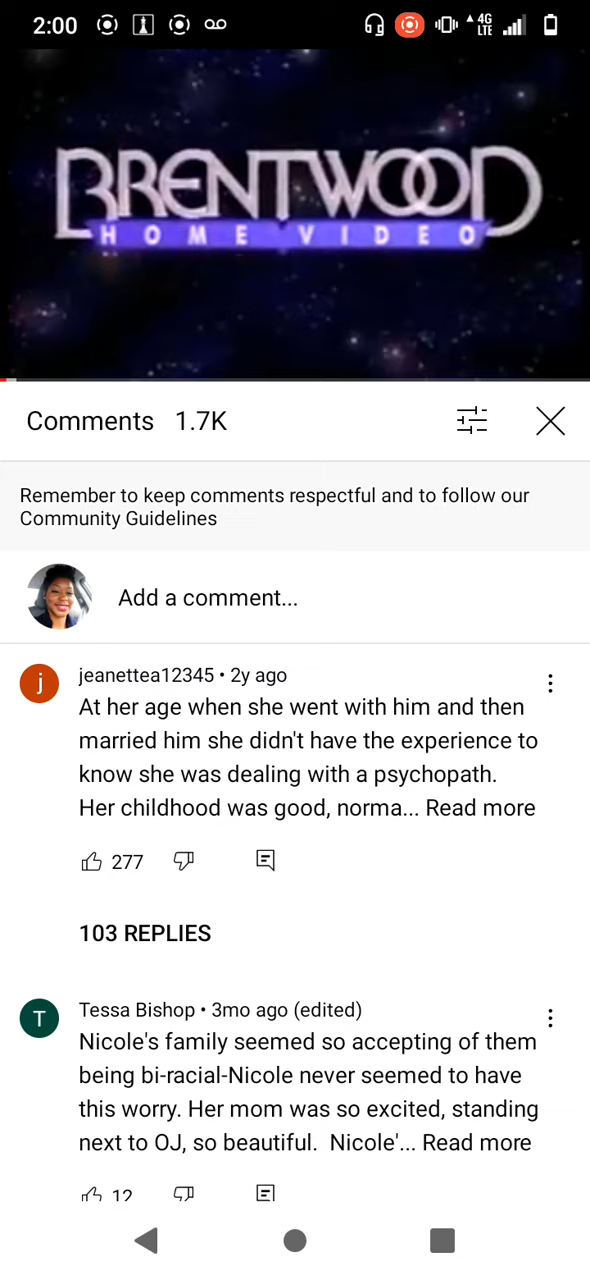 2:00
4G
LTE
BRENTWOOD
HOME VIDEO
Comments 1.7K
Remember to keep comments respectful and to follow our
Community Guidelines
Add a comment...
j
jeanettea12345 • 2y ago
At her age when she went with him and then
married him she didn't have the experience to
know she was dealing with a psychopath.
Her childhood was good, norma... Read more
277
103 REPLIES
T
Tessa Bishop • 3mo ago (edited)
Nicole's family seemed so accepting of them
being bi-racial-Nicole never seemed to have
this worry. Her mom was so excited, standing
next to OJ, so beautiful.  Nicole'... Read more
12